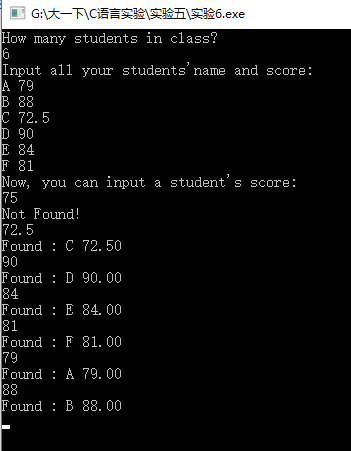 G:\大一下\C语言实验\实验五\实验6.exe
How many students in class?
6
Input all your students'name and score:
A 79
B 88
C 72.5
D 90
E 84
F 81
Now, you can input a student's score:
75
Not Found!
72.5
Found : C 72.50
90
Found : D 90.00
84
Found : E 84.00
81
Found : F 81.00
79
Found : A 79.00
88
Found : B 88.00